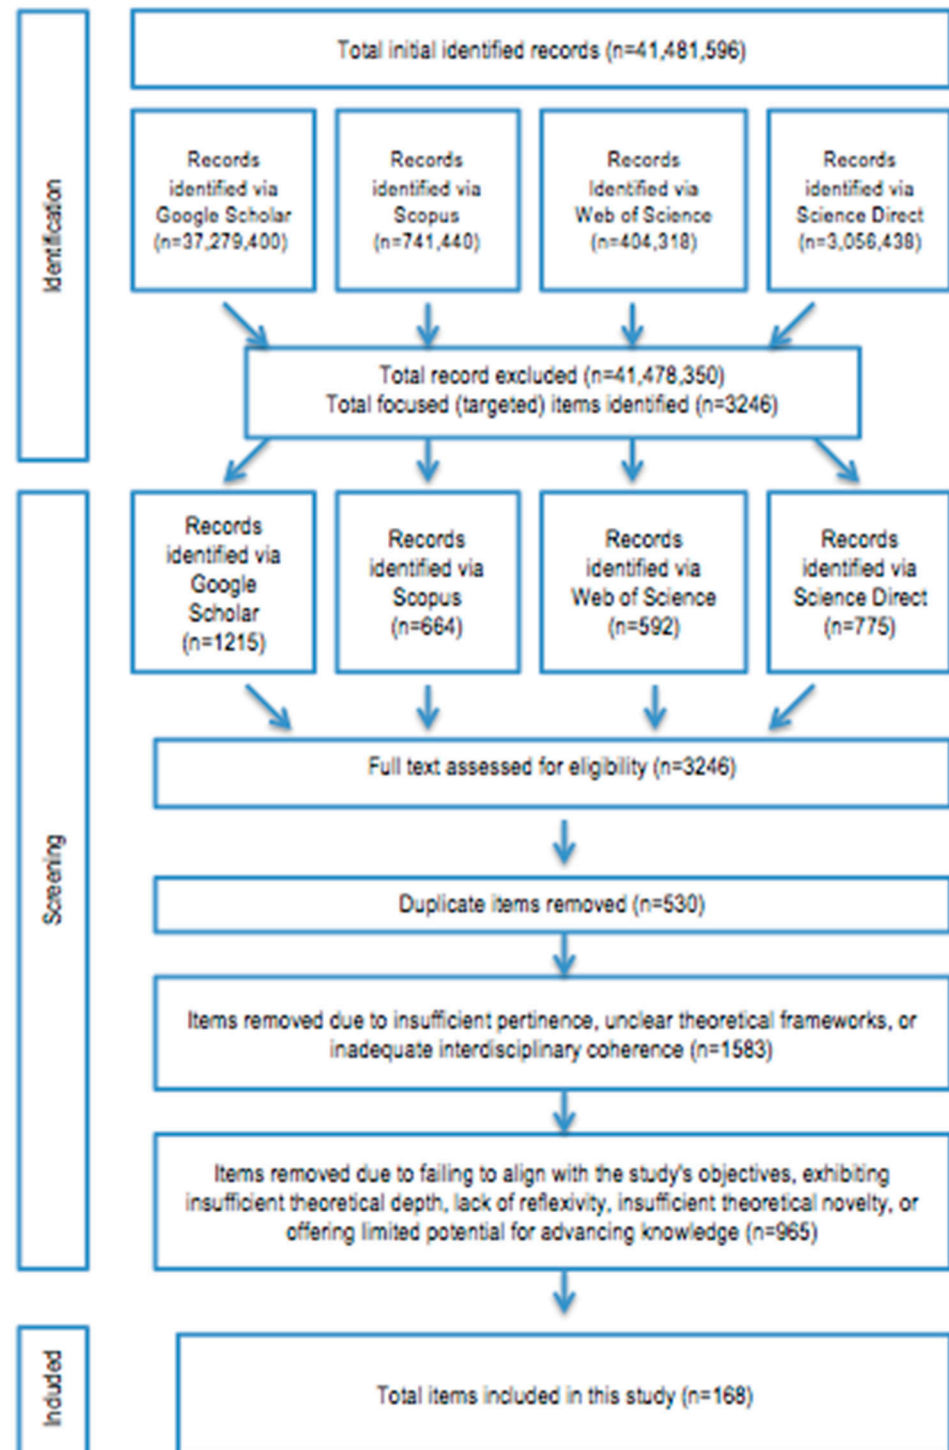 Identification
Total initial identified records (n=41,481,596)
Records
identified via
Google Scholar
(n=37,279,400)
Records
identified via
Scopus
(n=741,440)
Records
Identified via
Web of Science
(n=404,318)
Records
identified via
Science Direct
(n=3,056,438)
Total record excluded (n=41,478,350)
Total focused (targeted) items identified (n=3246)
Screening
Records
identified via
Google
Scholar
(n=1215)
Records
identified via
Scopus
(n=664)
Records
identified via
Web of Science
(n=592)
Records
identified via
Science Direct
(n=775)
Full text assessed for eligibility (n=3246)
Duplicate items removed (n=530)
Items removed due to insufficient pertinence, unclear theoretical frameworks, or
inadequate interdisciplinary coherence (n=1583)
Items removed due to failing to align with the study's objectives, exhibiting
insufficient theoretical depth, lack of reflexivity, insufficient theoretical novelty, or
offering limited potential for advancing knowledge (n=965)
Included
Total items included in this study (n=168)